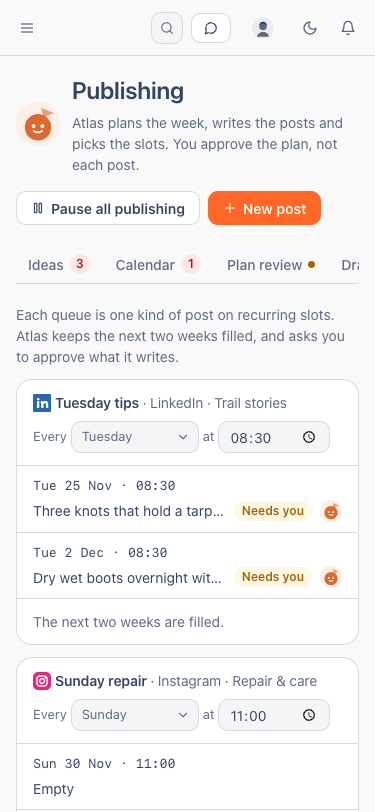 Publishing
Atlas plans the week, writes the posts and
picks the slots. You approve the plan, not
each post.
Pause all publishing
+ New post
Ideas 3 Calendar 1 Plan review Dra
Each queue is one kind of post on recurring slots.
Atlas keeps the next two weeks filled, and asks you
to approve what it writes.
Tuesday tips · LinkedIn · Trail stories
Every Tuesday at 08:30
Tue 25 Nov · 08:30
Three knots that hold a tarp... Needs you
Tue 2 Dec · 08:30
Dry wet boots overnight wit... Needs you
The next two weeks are filled.
Sunday repair · Instagram · Repair & care
Every Sunday at 11:00
Sun 30 Nov · 11:00
Empty